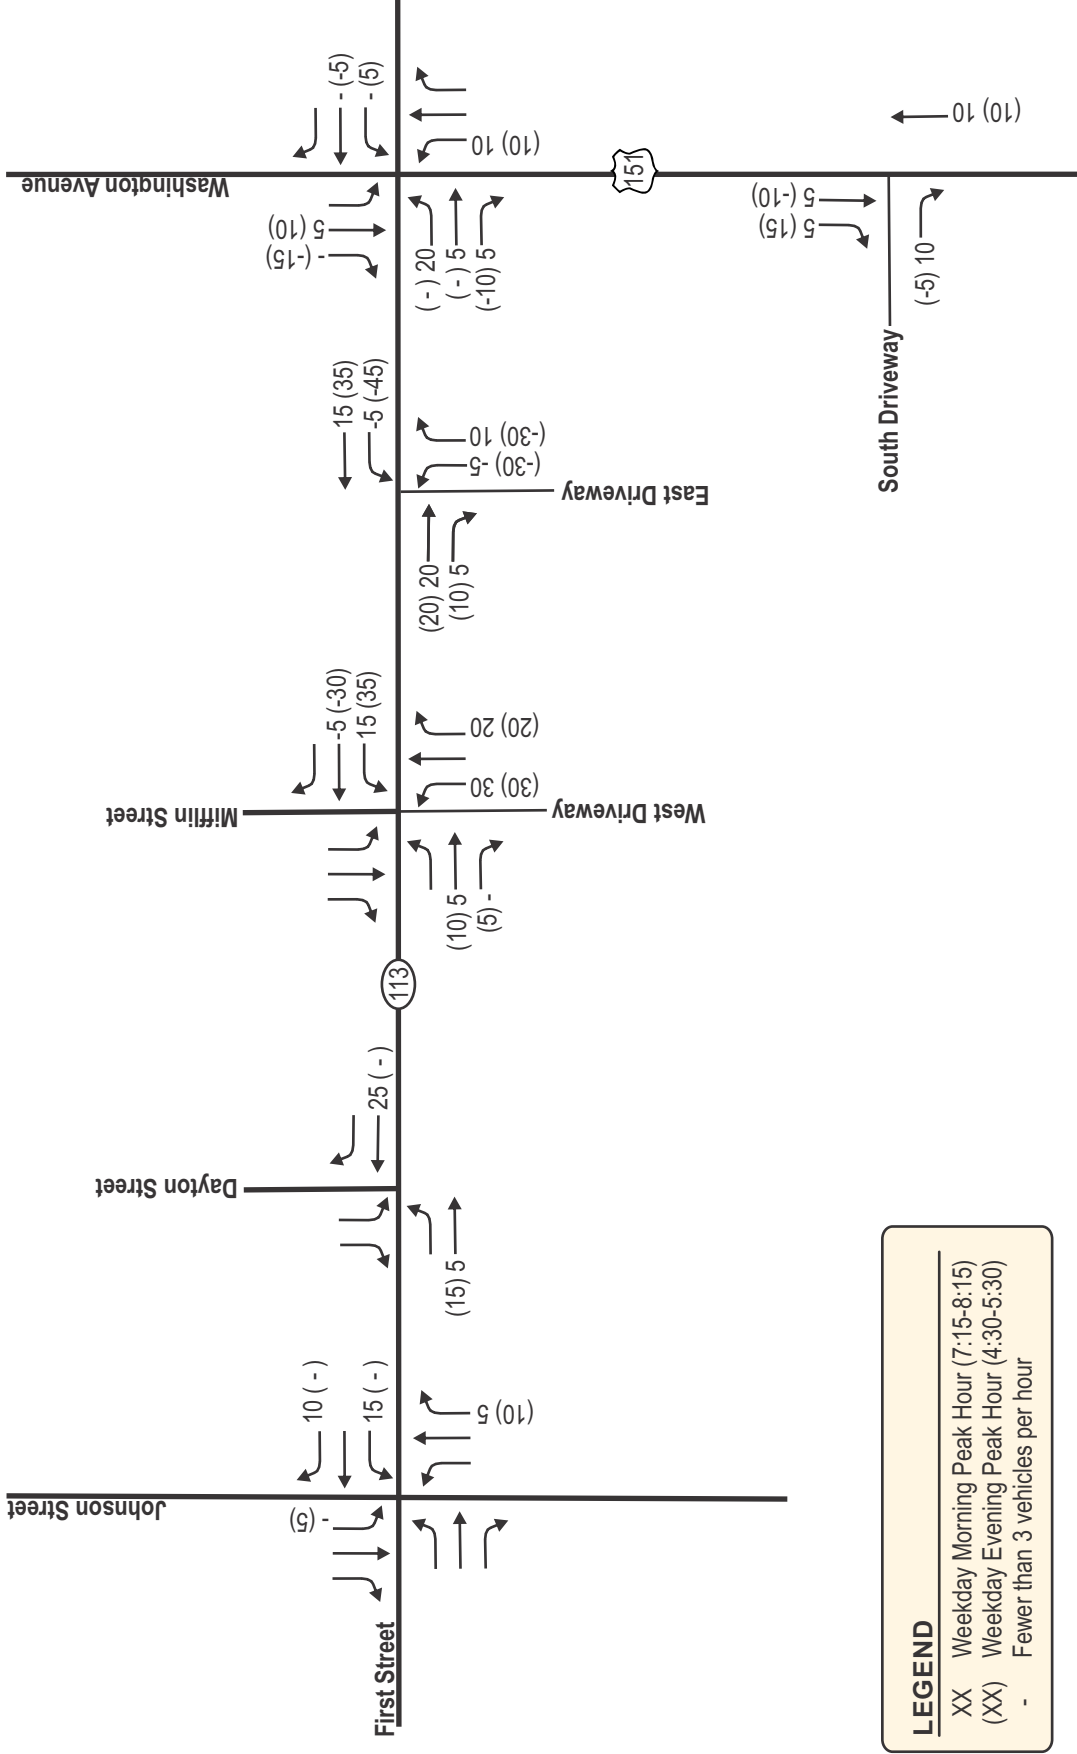 Washington Avenue
- (-5)
- (5)
(10) 10
5 (10)
- (-15)
( - ) 20
( - ) 5
(-10) 5
151
(10) 10
5 (-10)
5 (15)
(-5) 10
South Driveway
15 (35)
-5 (-45)
(-30) 10
(-30) -5
East Driveway
(20) 20
(10) 5
-5 (-30)
15 (35)
(20) 20
(30) 30
Mifflin Street
West Driveway
(10) 5
(5) -
113
25 ( - )
Dayton Street
(15) 5
10 ( - )
15 ( - )
(10) 5
Johnson Street
- (5)
First Street
LEGEND
XX Weekday Morning Peak Hour (7:15-8:15)
(XX) Weekday Evening Peak Hour (4:30-5:30)
- Fewer than 3 vehicles per hour